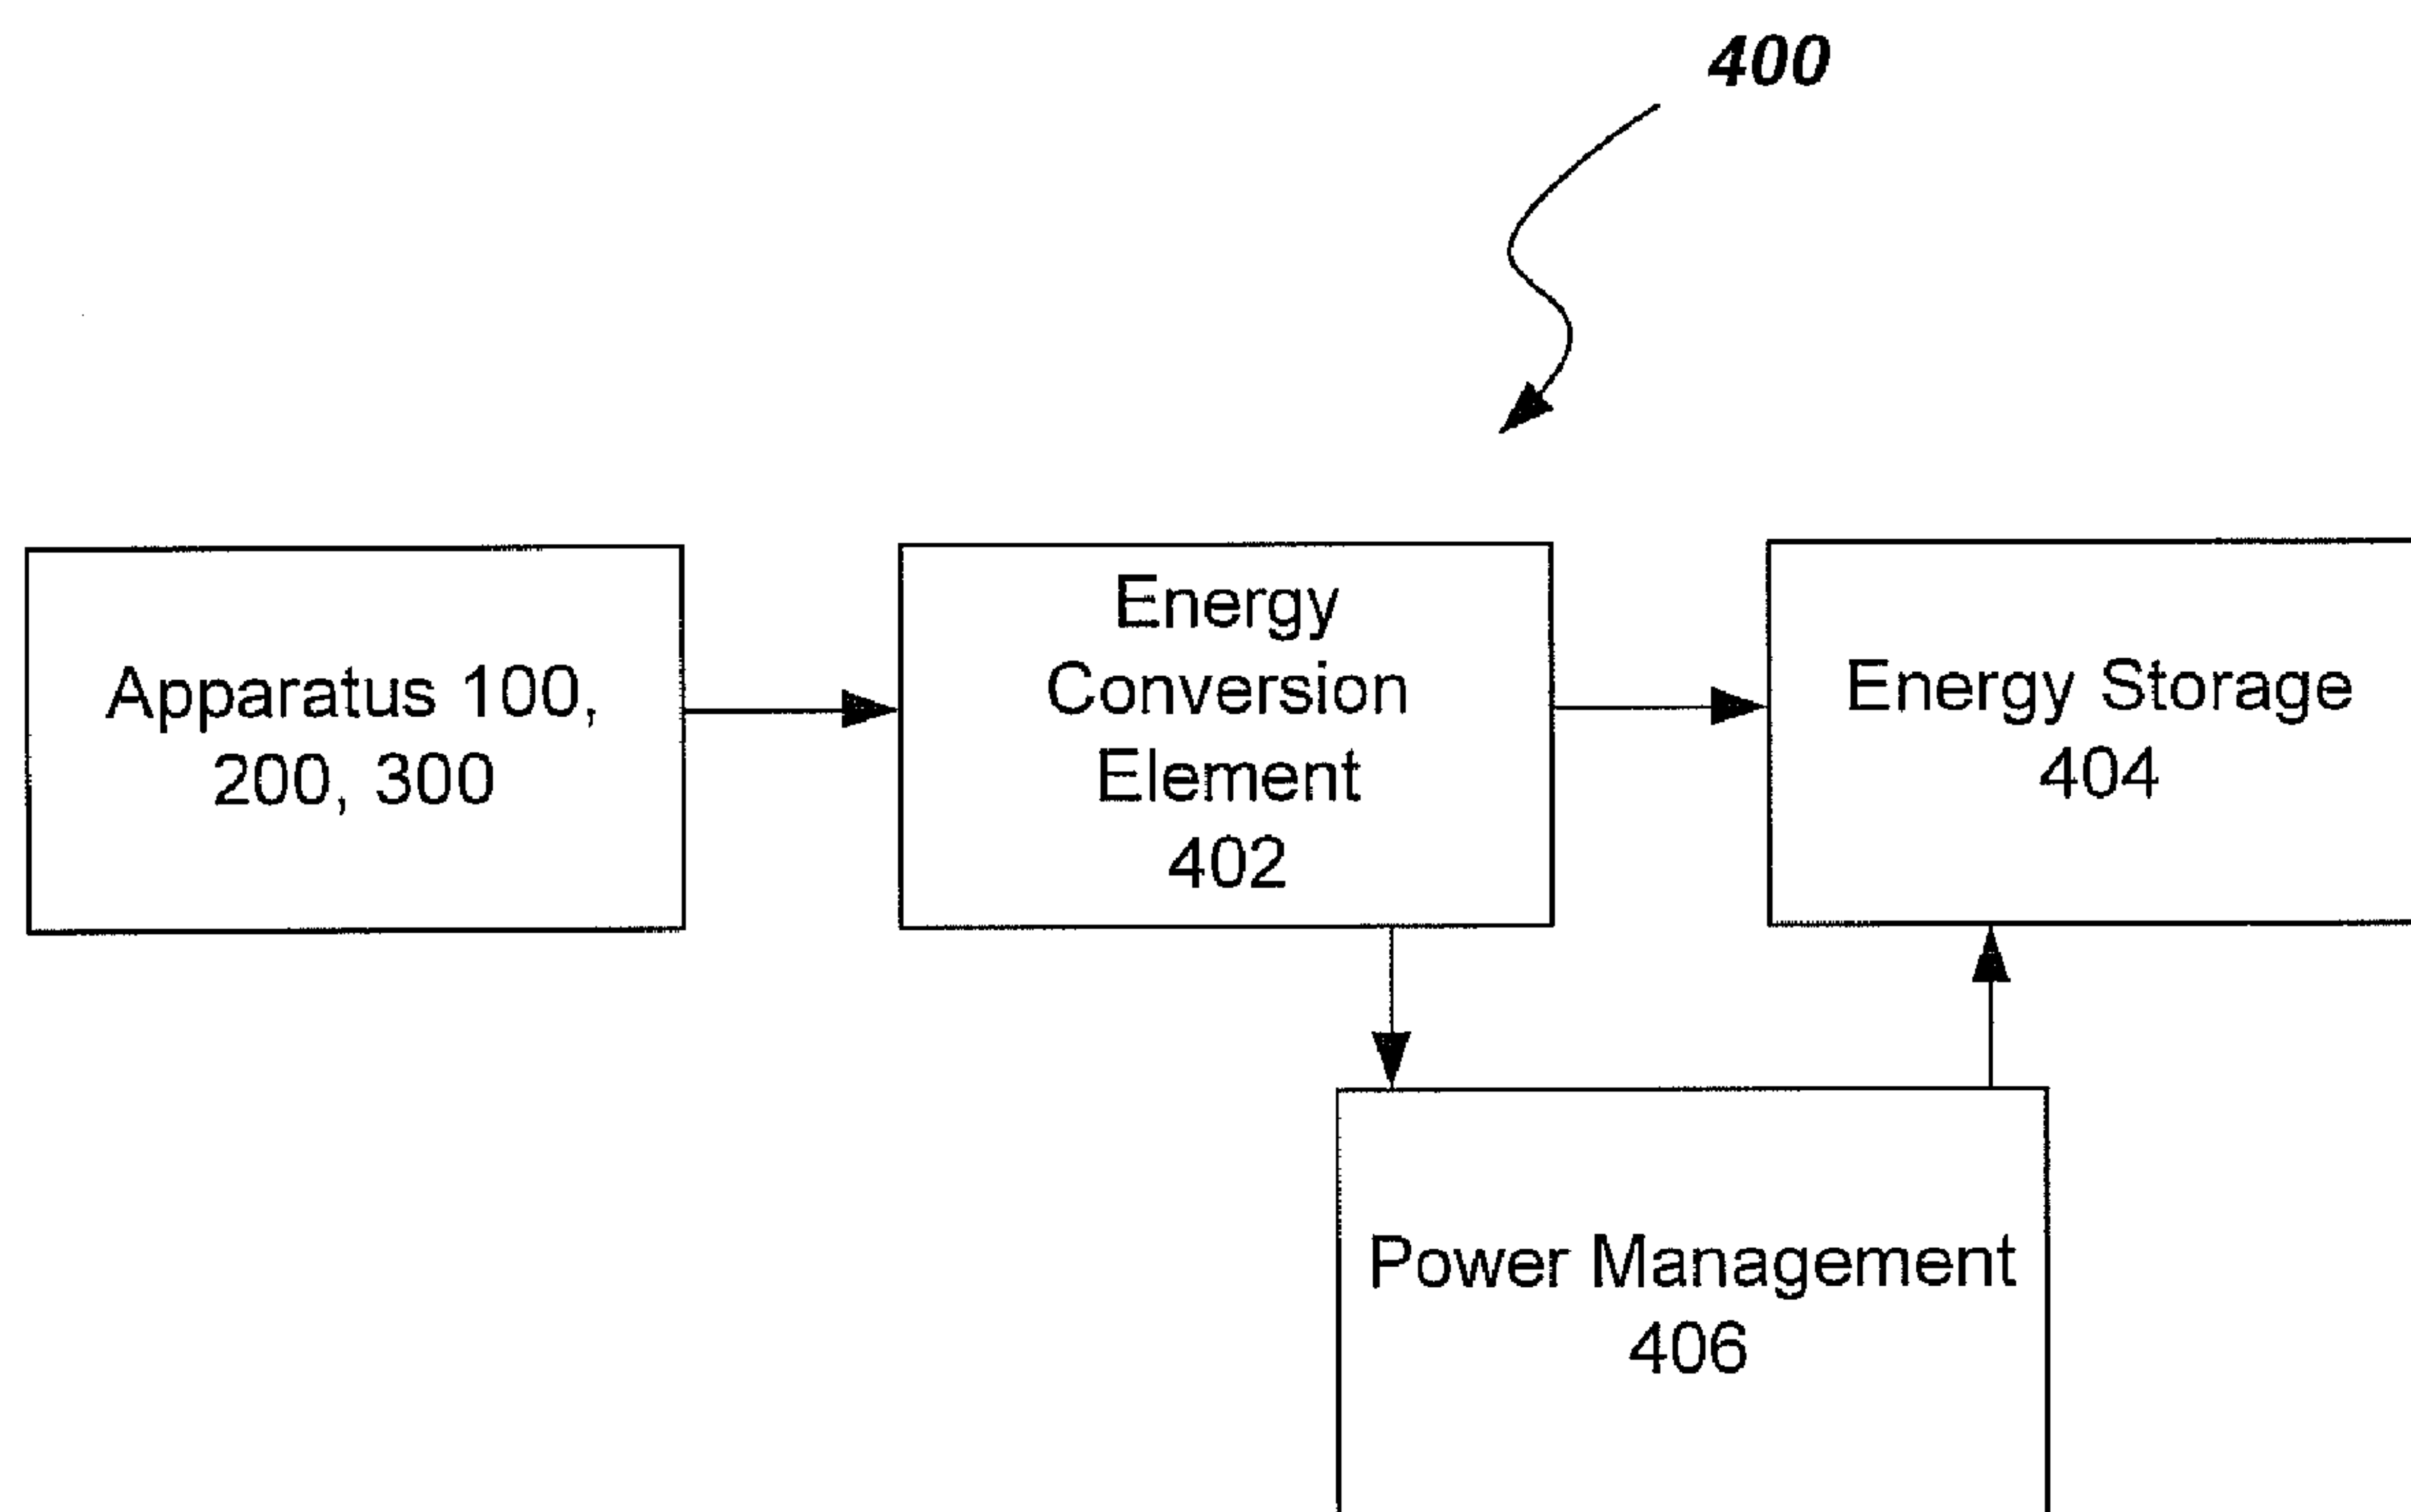 400
Apparatus 100,
200, 300
Energy
Conversion
Element
402
Energy Storage
404
Power Management
406